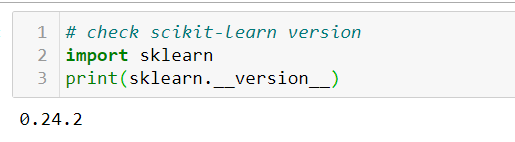 1 # check scikit-learn version
2 import sklearn
3 print(sklearn.__version__)
0.24.2